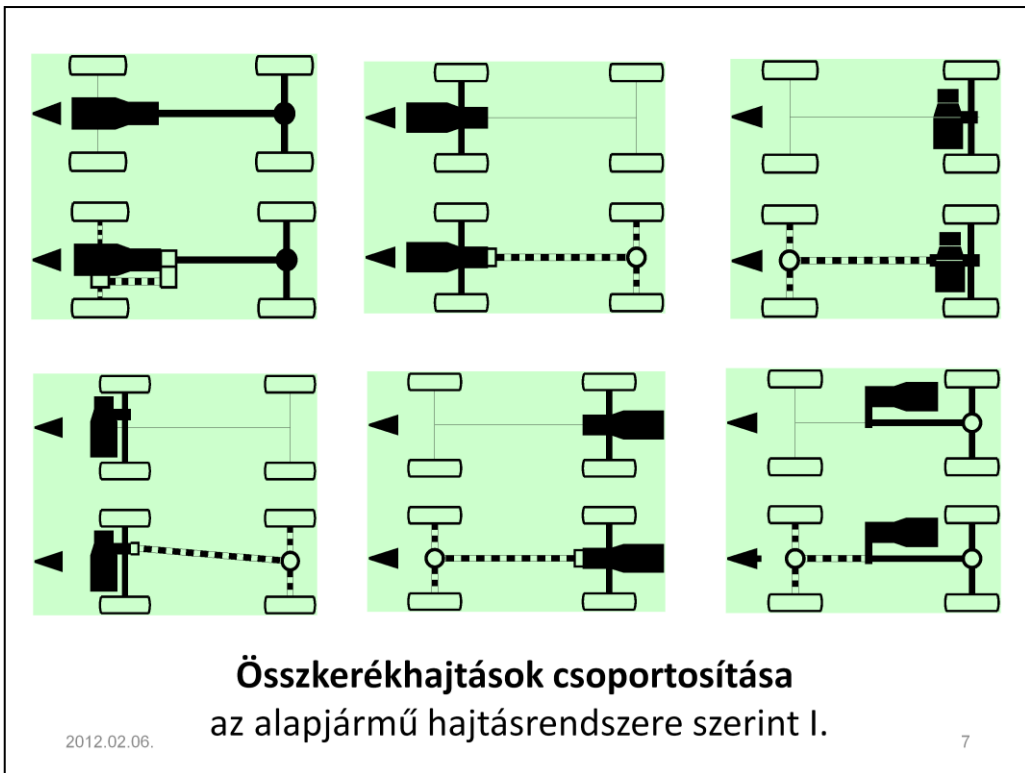 Összkerékhajtások csoportosítása
az alapjármű hajtásrendszere szerint I.
2012.02.06.
7